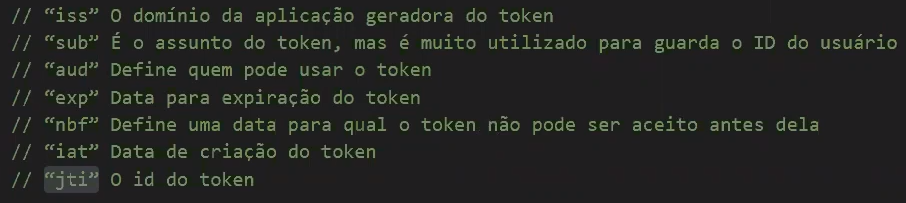 // “iss” O domínio da aplicação geradora do token
// “sub” É o assunto do token, mas é muito utilizado para guarda o ID do usuário
// “aud” Define quem pode usar o token
// “exp” Data para expiração do token
// “nbf” Define uma data para qual o token não pode ser aceito antes dela
// “iat” Data de criação do token
// “jti” O id do token